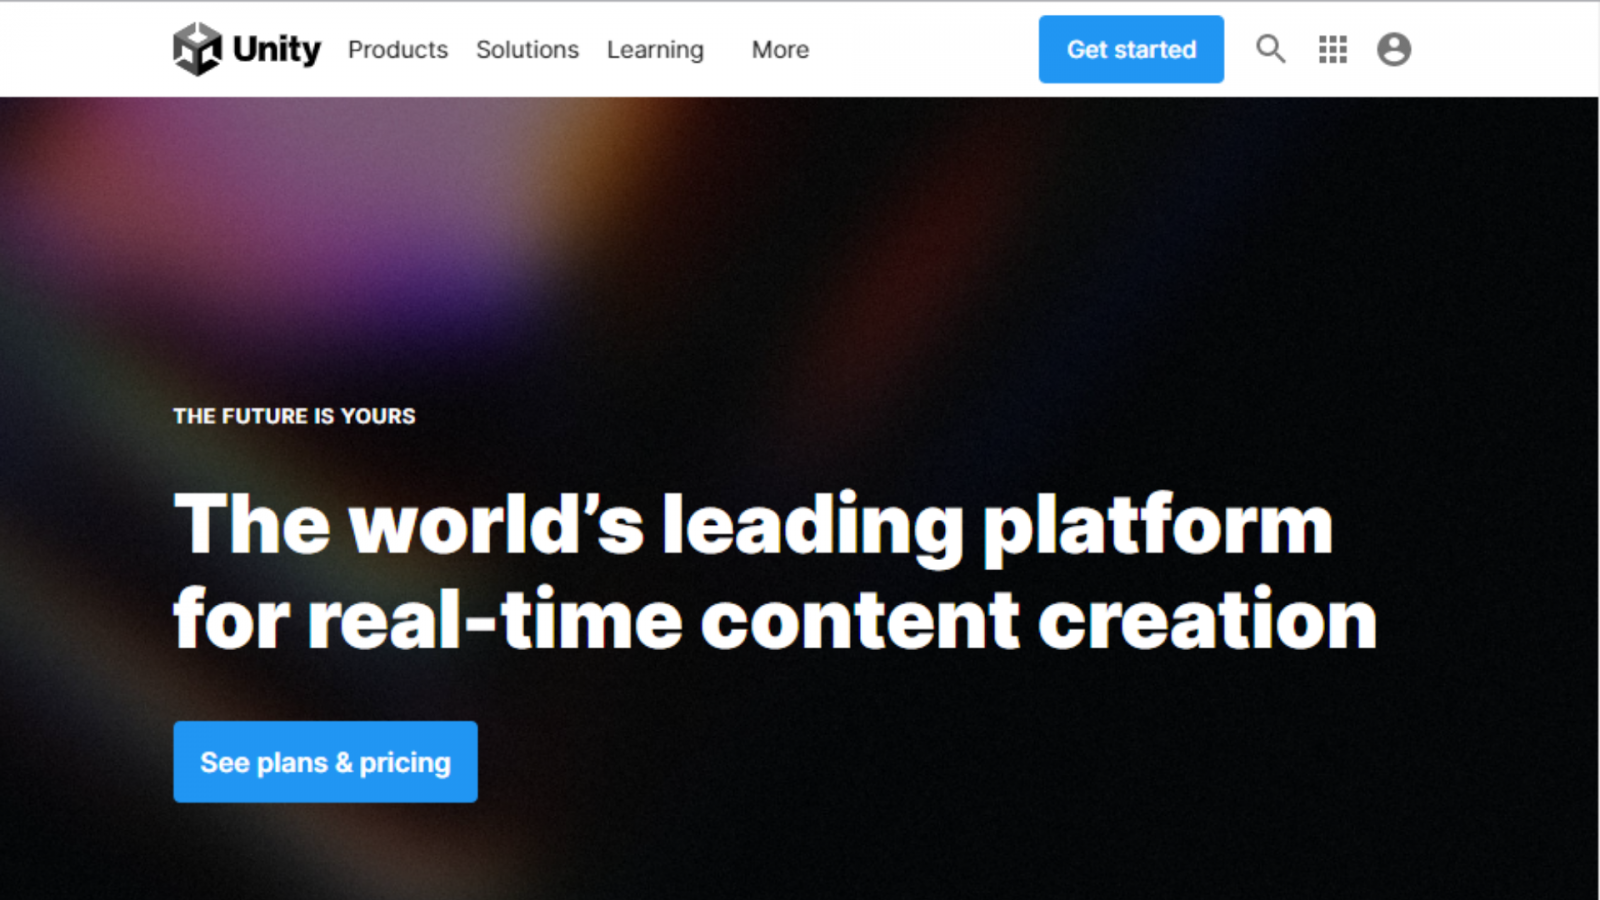 Unity Products Solutions Learning More Get started
THE FUTURE IS YOURS
The world’s leading platform
for real-time content creation
See plans & pricing